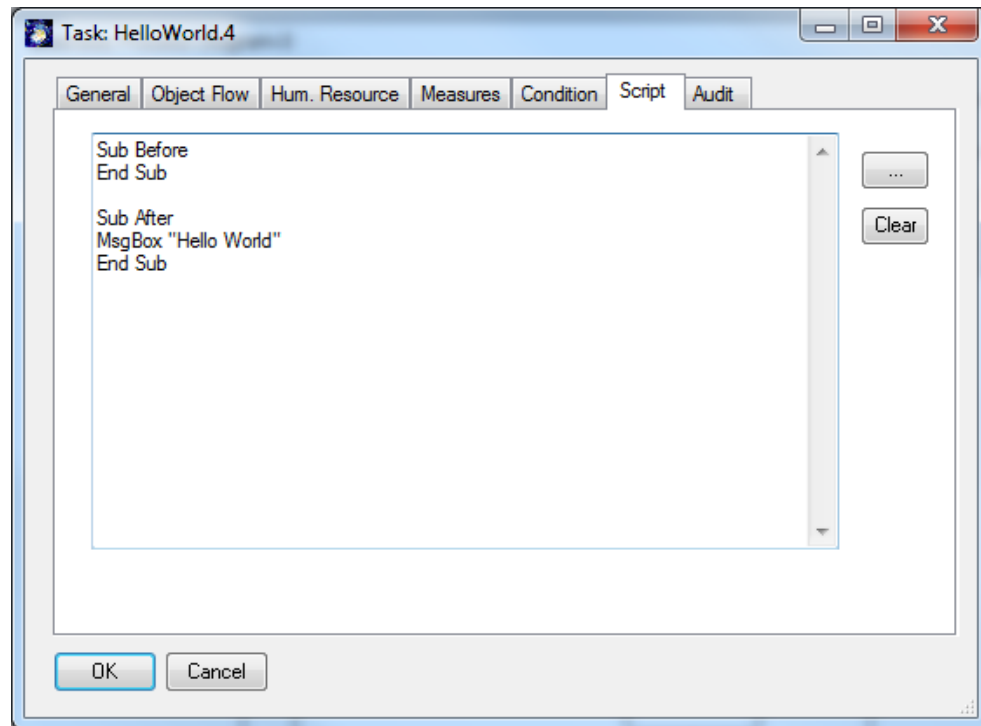 Task: HelloWorld.4
General Object Flow Hum. Resource Measures Condition Script Audit
Sub Before
End Sub
Sub After
MsgBox "Hello World"
End Sub
...
Clear
OK Cancel